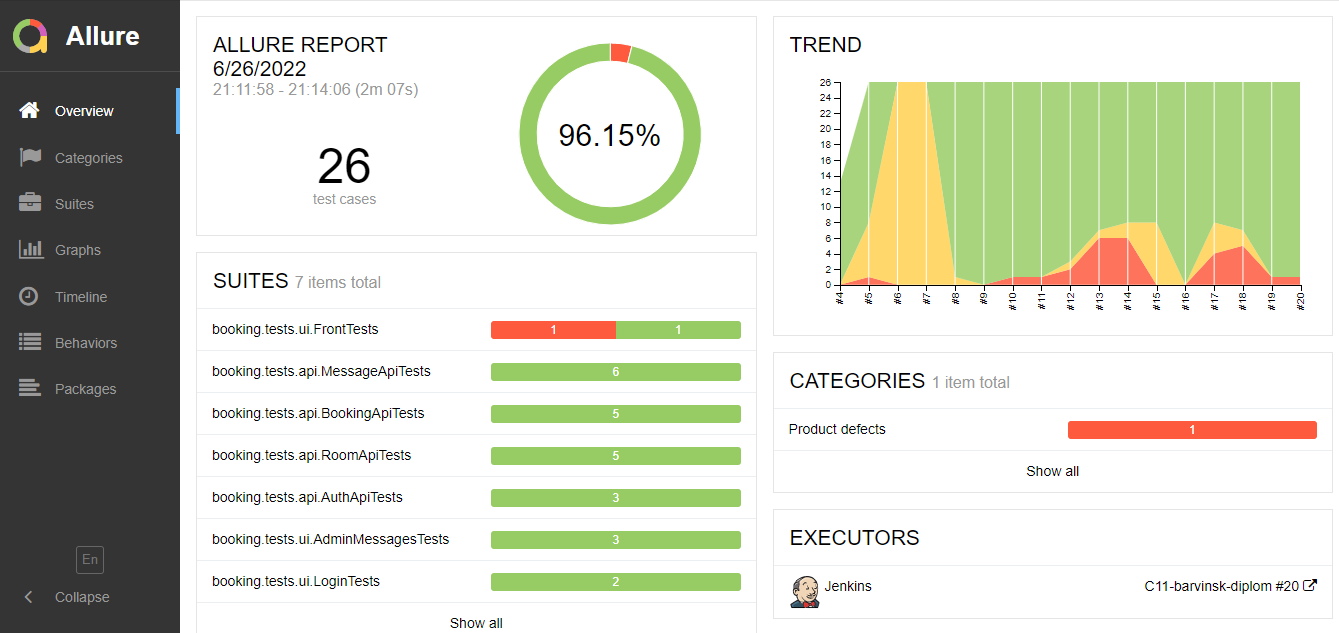 Allure
Overview
Categories
Suites
Graphs
Timeline
Behaviors
Packages
En
Collapse
ALLURE REPORT
6/26/2022
21:11:58 - 21:14:06 (2m 07s)
26
test cases
96.15%
SUITES 7 items total
booking.tests.ui.FrontTests 1 1
booking.tests.api.MessageApiTests 6
booking.tests.api.BookingApiTests 5
booking.tests.api.RoomApiTests 5
booking.tests.api.AuthApiTests 3
booking.tests.ui.AdminMessagesTests 3
booking.tests.ui.LoginTests 2
Show all
TREND
26
24
22
20
18
16
14
12
10
8
6
4
2
0
#4 #5 #6 #7 #8 #9 #10 #11 #12 #13 #14 #15 #16 #17 #18 #19 #20
CATEGORIES 1 item total
Product defects 1
Show all
EXECUTORS
Jenkins C11-barvinsk-diplom #20